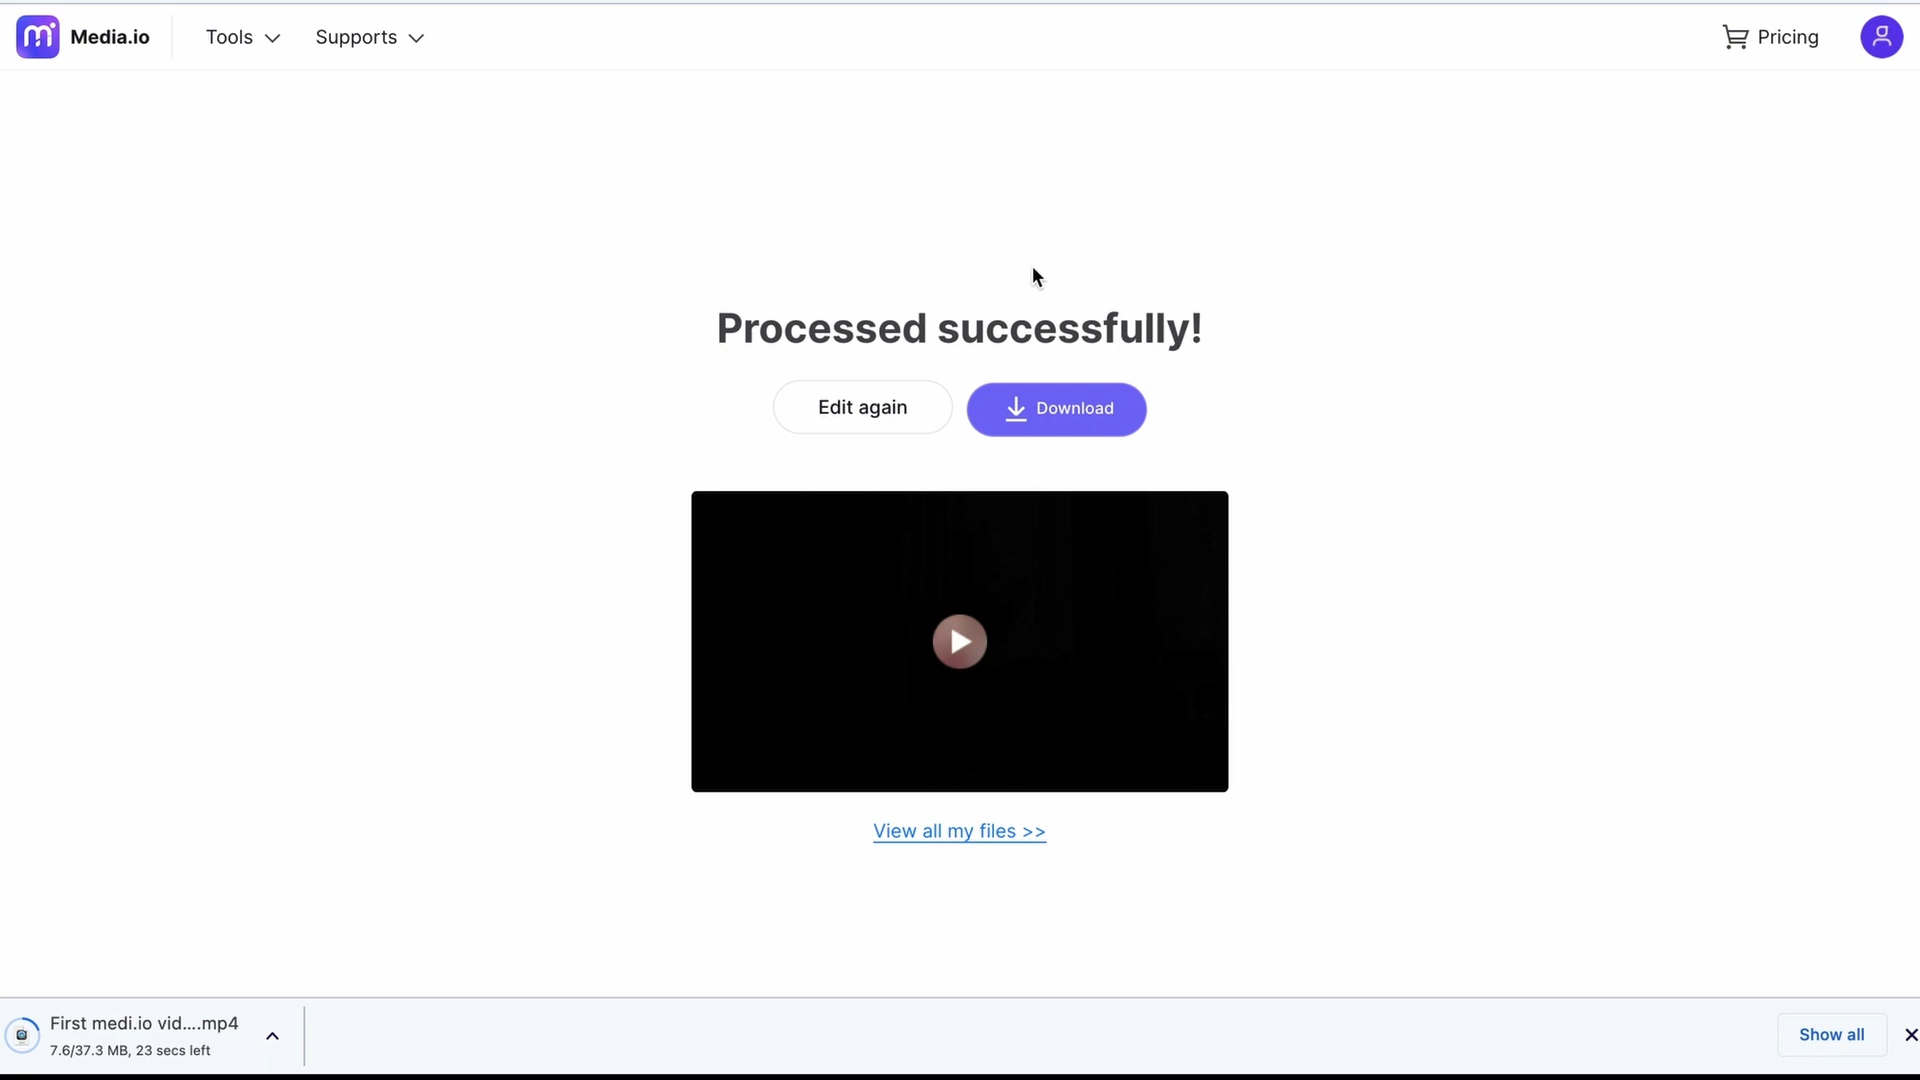 Media.io
Tools
Supports
Pricing
Processed successfully!
Edit again
Download
View all my files >>
First medi.io vid....mp4
7.6/37.3 MB, 23 secs left
Show all